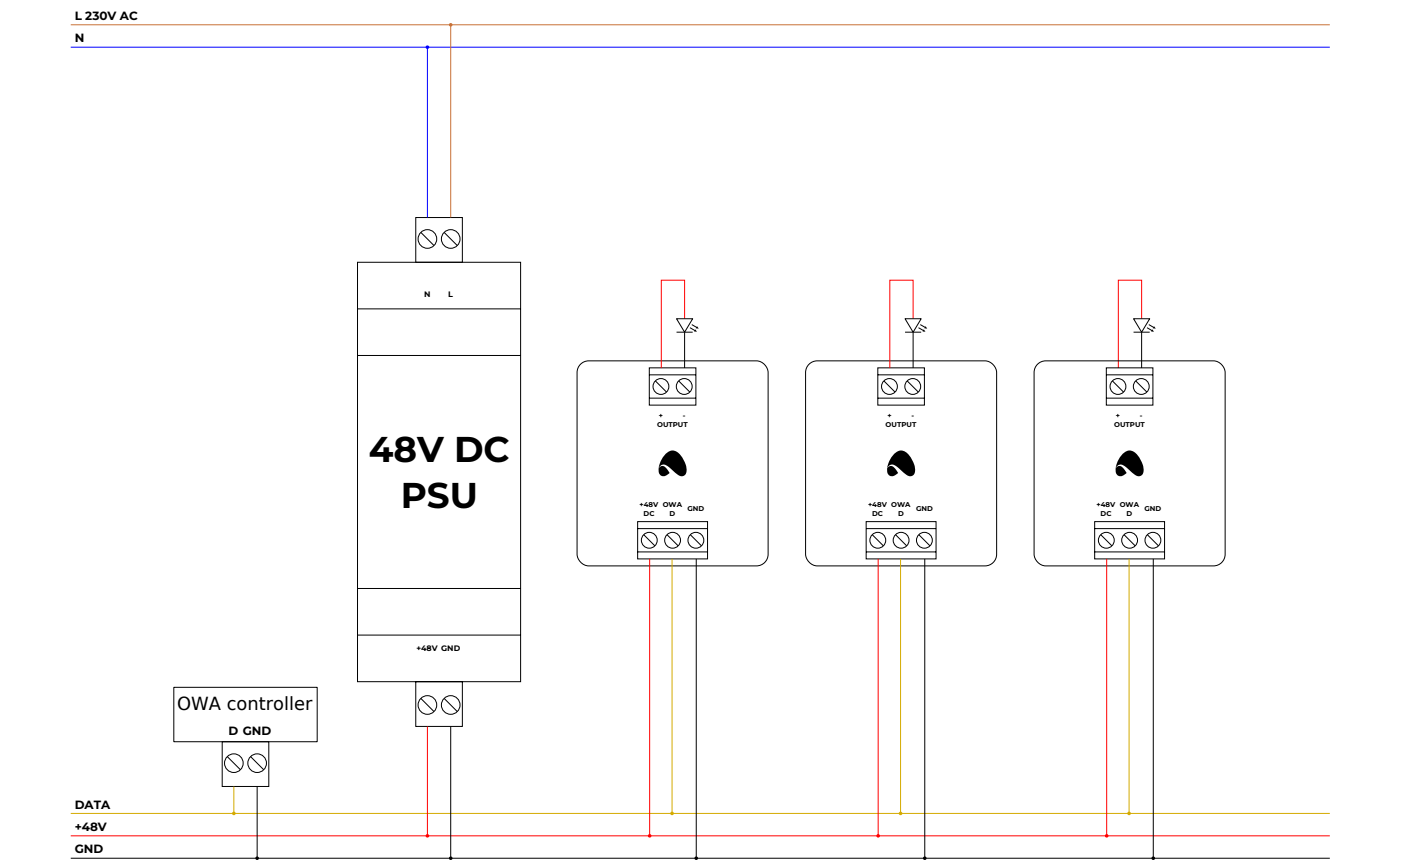 L 230V AC
N
N L
48V DC
PSU
+48V GND
OWA controller
D GND
+ -
OUTPUT
+48V OWA GND
DC D
+ -
OUTPUT
+48V OWA GND
DC D
+ -
OUTPUT
+48V OWA GND
DC D
DATA
+48V
GND